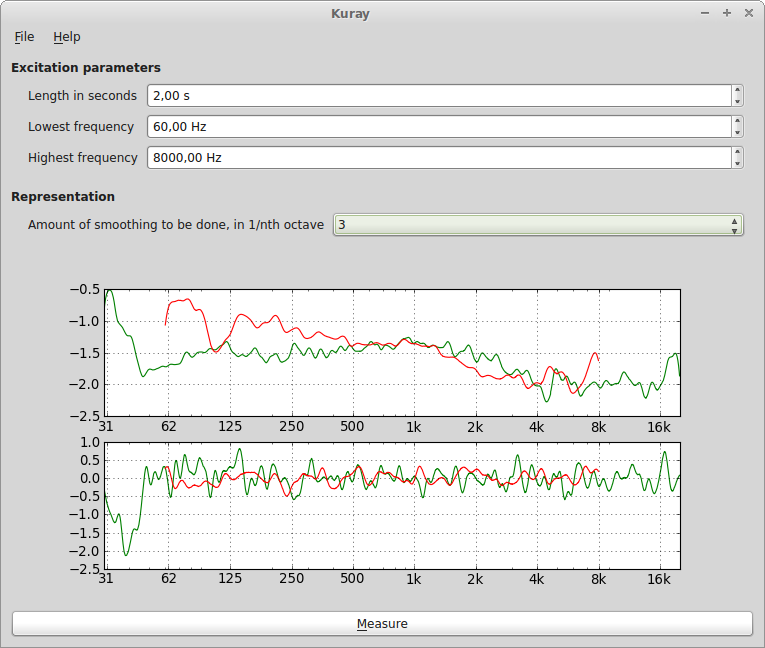 Kuray
File Help
Excitation parameters
Length in seconds 2,00 s
Lowest frequency 60,00 Hz
Highest frequency 8000,00 Hz
Representation
Amount of smoothing to be done, in 1/nth octave 3
−0.5
−1.0
−1.5
−2.0
−2.5
31 62 125 250 500 1k 2k 4k 8k 16k
1.0
0.5
0.0
−0.5
−1.0
−1.5
−2.0
−2.5
31 62 125 250 500 1k 2k 4k 8k 16k
Measure